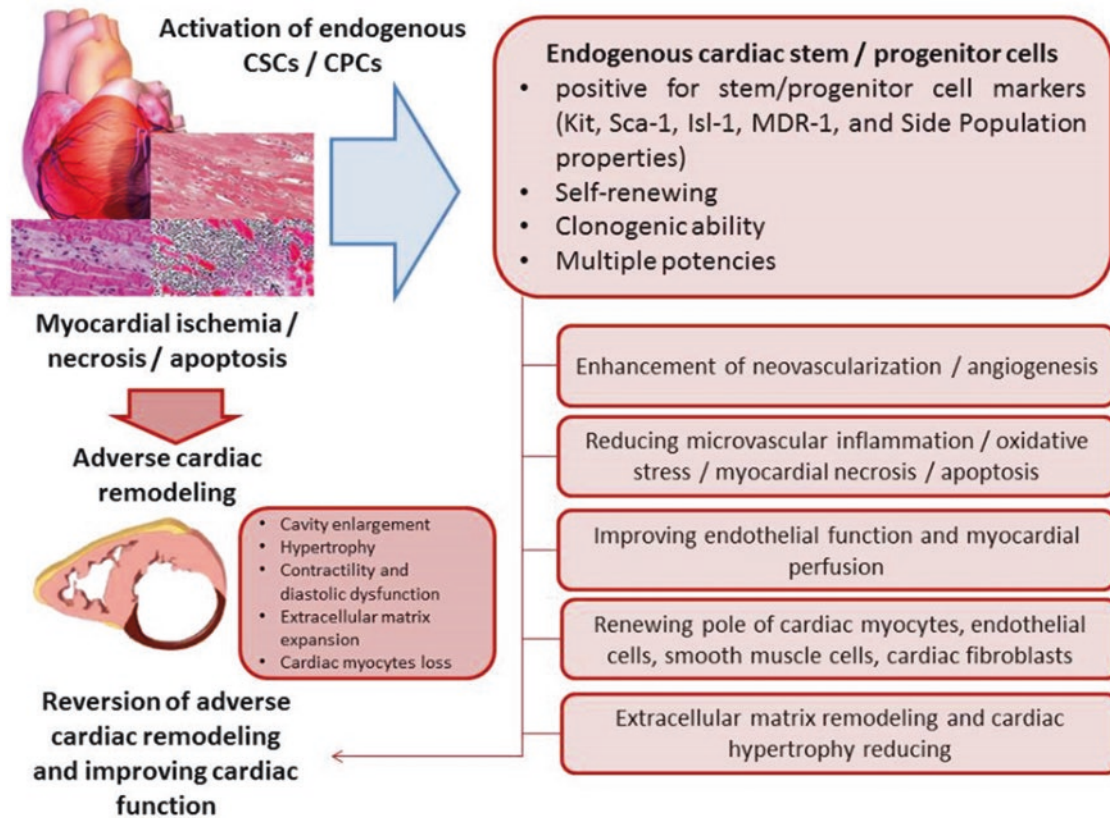 Activation of endogenous
CSCs / CPCs
Endogenous cardiac stem / progenitor cells
• positive for stem/progenitor cell markers
(Kit, Sca-1, Isl-1, MDR-1, and Side Population
properties)
• Self-renewing
• Clonogenic ability
• Multiple potencies
Myocardial ischemia /
necrosis / apoptosis
Adverse cardiac
remodeling
• Cavity enlargement
• Hypertrophy
• Contractility and
diastolic dysfunction
• Extracellular matrix
expansion
• Cardiac myocytes loss
Reversion of adverse
cardiac remodeling
and improving cardiac
function
Enhancement of neovascularization / angiogenesis
Reducing microvascular inflammation / oxidative
stress / myocardial necrosis / apoptosis
Improving endothelial function and myocardial
perfusion
Renewing pole of cardiac myocytes, endothelial
cells, smooth muscle cells, cardiac fibroblasts
Extracellular matrix remodeling and cardiac
hypertrophy reducing